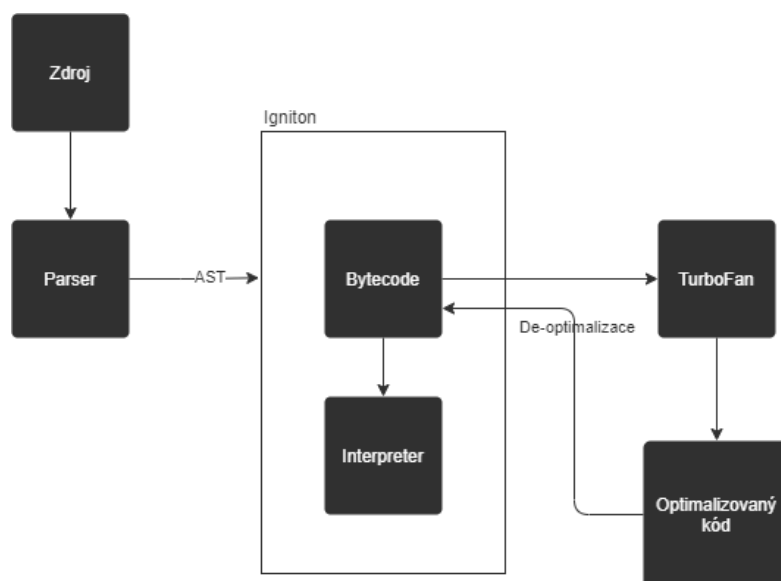 Zdroj
Igniton
Parser
AST
Bytecode
TurboFan
De-optimalizace
Interpreter
Optimalizovaný
kód